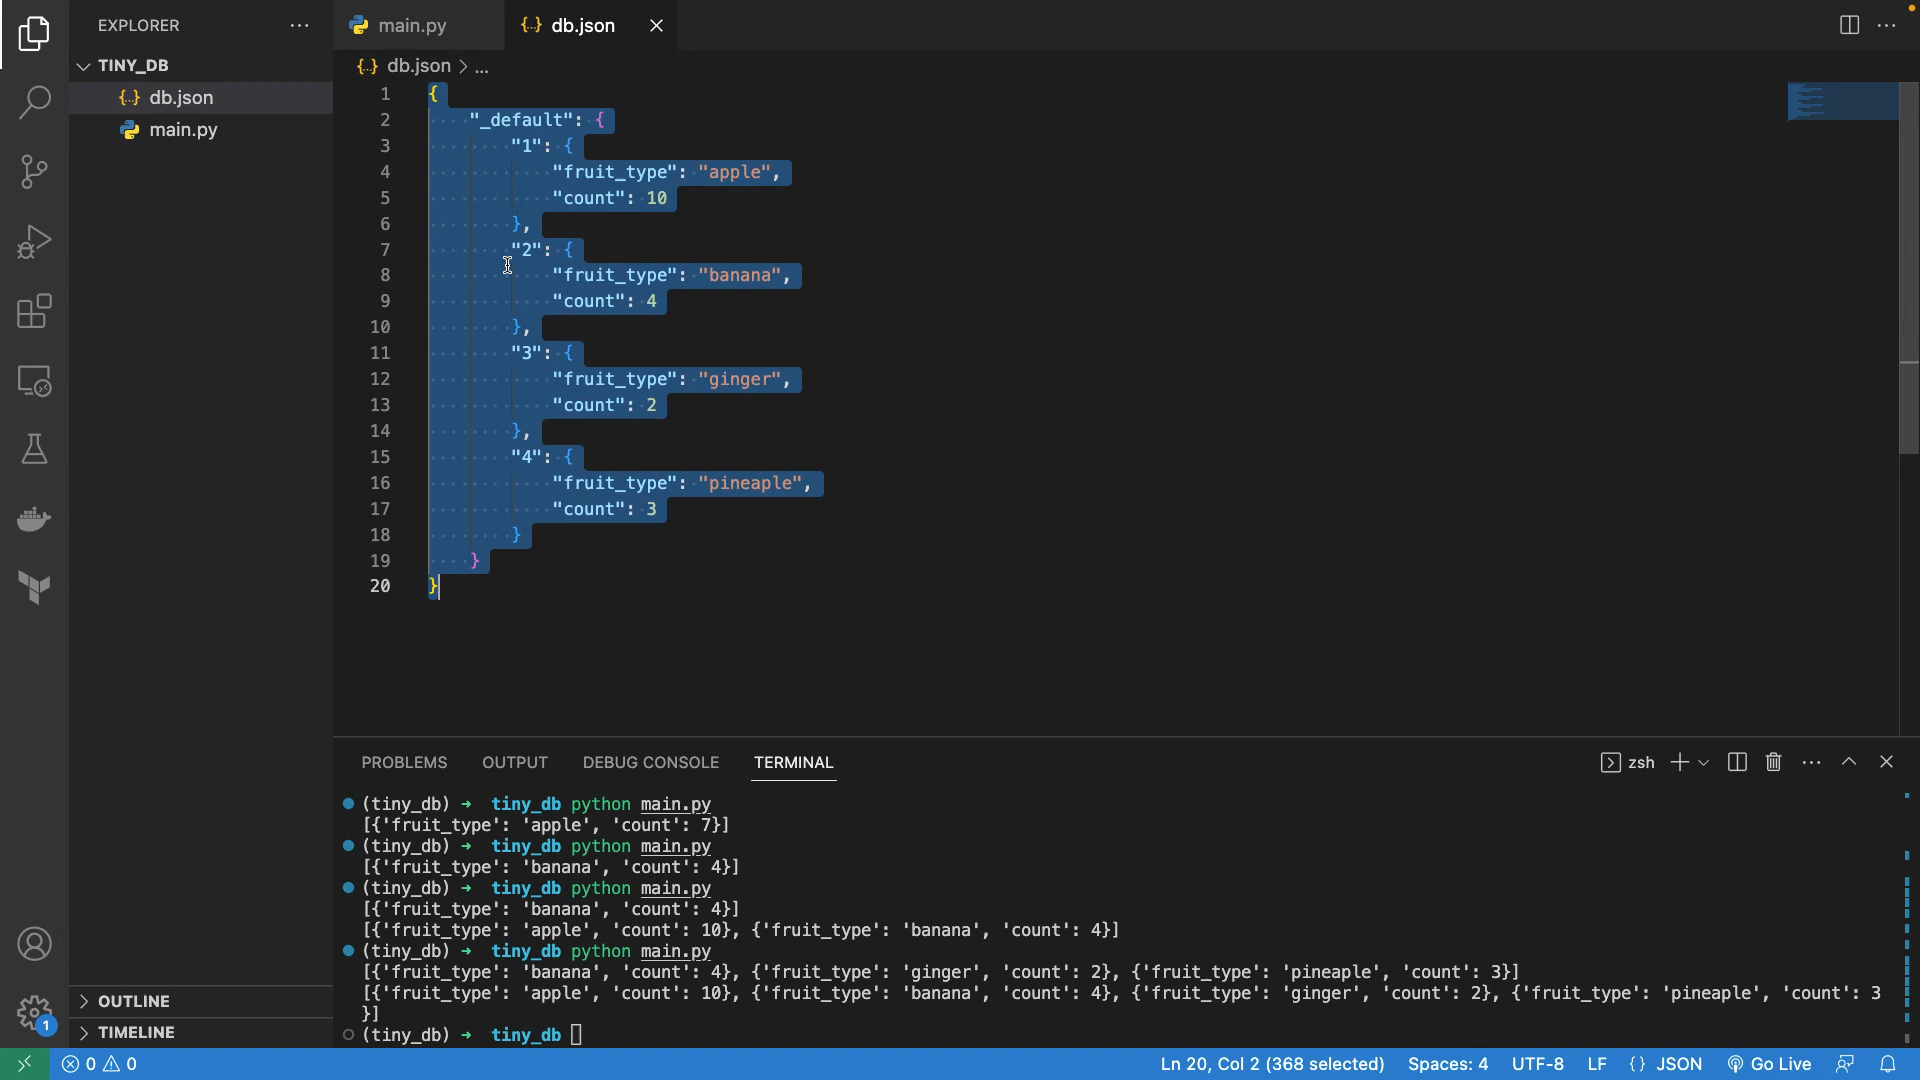 EXPLORER
TINY_DB
{..} db.json
main.py
OUTLINE
TIMELINE
1
main.py
{..} db.json
{..} db.json > ...
1 {
2 "_default": {
3 "1": {
4 "fruit_type": "apple",
5 "count": 10
6 },
7 "2": {
8 "fruit_type": "banana",
9 "count": 4
10 },
11 "3": {
12 "fruit_type": "ginger",
13 "count": 2
14 },
15 "4": {
16 "fruit_type": "pineaple",
17 "count": 3
18 }
19 }
20 }
PROBLEMS OUTPUT DEBUG CONSOLE TERMINAL zsh
(tiny_db) → tiny_db python main.py
[{'fruit_type': 'apple', 'count': 7}]
(tiny_db) → tiny_db python main.py
[{'fruit_type': 'banana', 'count': 4}]
(tiny_db) → tiny_db python main.py
[{'fruit_type': 'banana', 'count': 4}]
[{'fruit_type': 'apple', 'count': 10}, {'fruit_type': 'banana', 'count': 4}]
(tiny_db) → tiny_db python main.py
[{'fruit_type': 'banana', 'count': 4}, {'fruit_type': 'ginger', 'count': 2}, {'fruit_type': 'pineaple', 'count': 3}]
[{'fruit_type': 'apple', 'count': 10}, {'fruit_type': 'banana', 'count': 4}, {'fruit_type': 'ginger', 'count': 2}, {'fruit_type': 'pineaple', 'count': 3
}]
(tiny_db) → tiny_db
0 0 Ln 20, Col 2 (368 selected) Spaces: 4 UTF-8 LF {} JSON Go Live